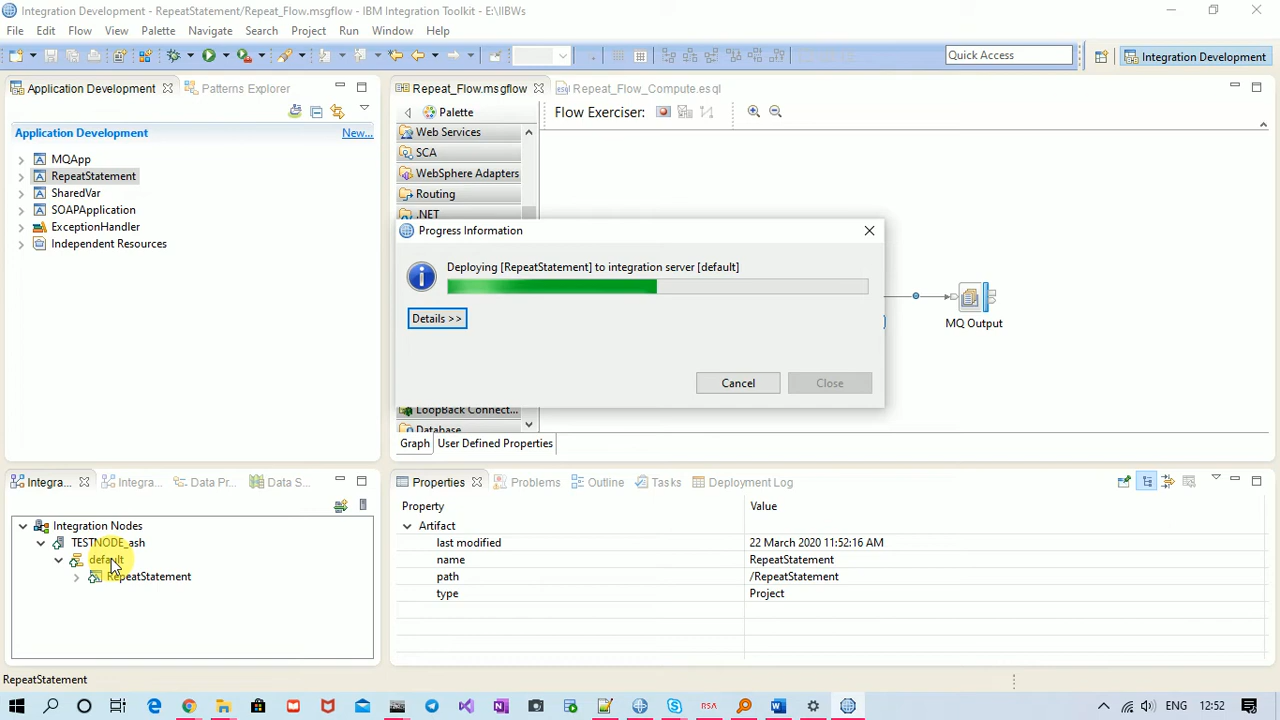 Integration Development - RepeatStatement/Repeat_Flow.msgflow - IBM Integration Toolkit - E:\IIBWs
File Edit Flow View Palette Navigate Search Project Run Window Help
Quick Access
Integration Development
Application Development
Patterns Explorer
Application Development
New...
MQApp
RepeatStatement
SharedVar
SOAPApplication
ExceptionHandler
Independent Resources
Repeat_Flow.msgflow
Repeat_Flow_Compute.esql
Palette
Flow Exerciser:
Web Services
SCA
WebSphere Adapters
Routing
.NET
Progress Information
Deploying [RepeatStatement] to integration server [default]
Details >>
Cancel
Close
MQ Output
LoopBack Connect...
Database
Graph
User Defined Properties
Integra...
Integra...
Data Pr...
Data S...
Integration Nodes
TESTNODE_ash
default
RepeatStatement
Properties
Problems
Outline
Tasks
Deployment Log
Property Value
Artifact
last modified 22 March 2020 11:52:16 AM
name RepeatStatement
path /RepeatStatement
type Project
RepeatStatement
RSA
ENG
12:52